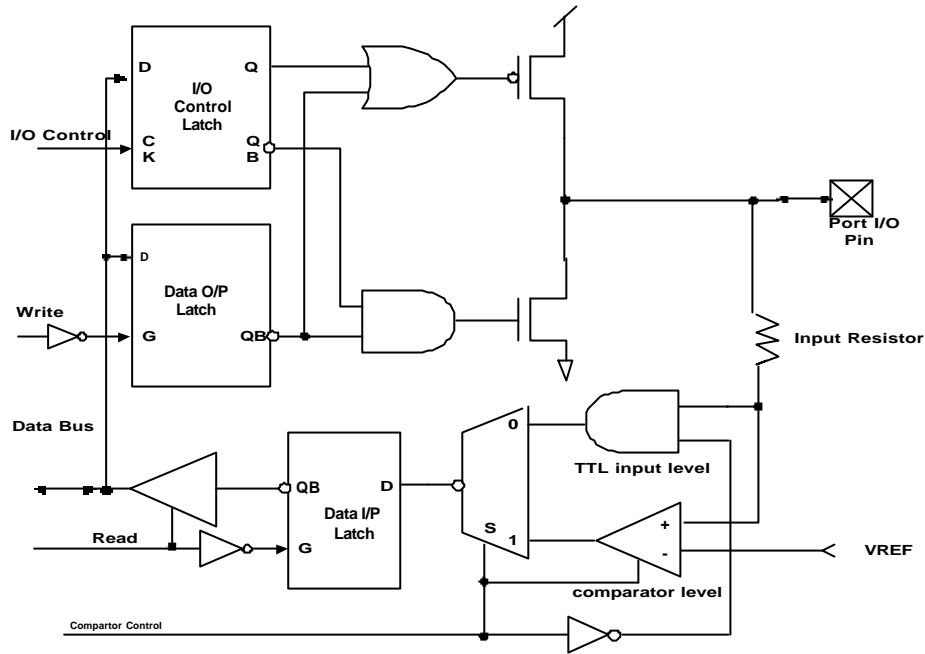 D
Q
I/O
Control
Latch
I/O Control
C
K
Q
B
Port I/O
Pin
D
Data O/P
Latch
Write
G
QB
Input Resistor
Data Bus
0
TTL input level
QB
D
Data I/P
Latch
S
1
+
-
Read
G
VREF
comparator level
Compartor Control